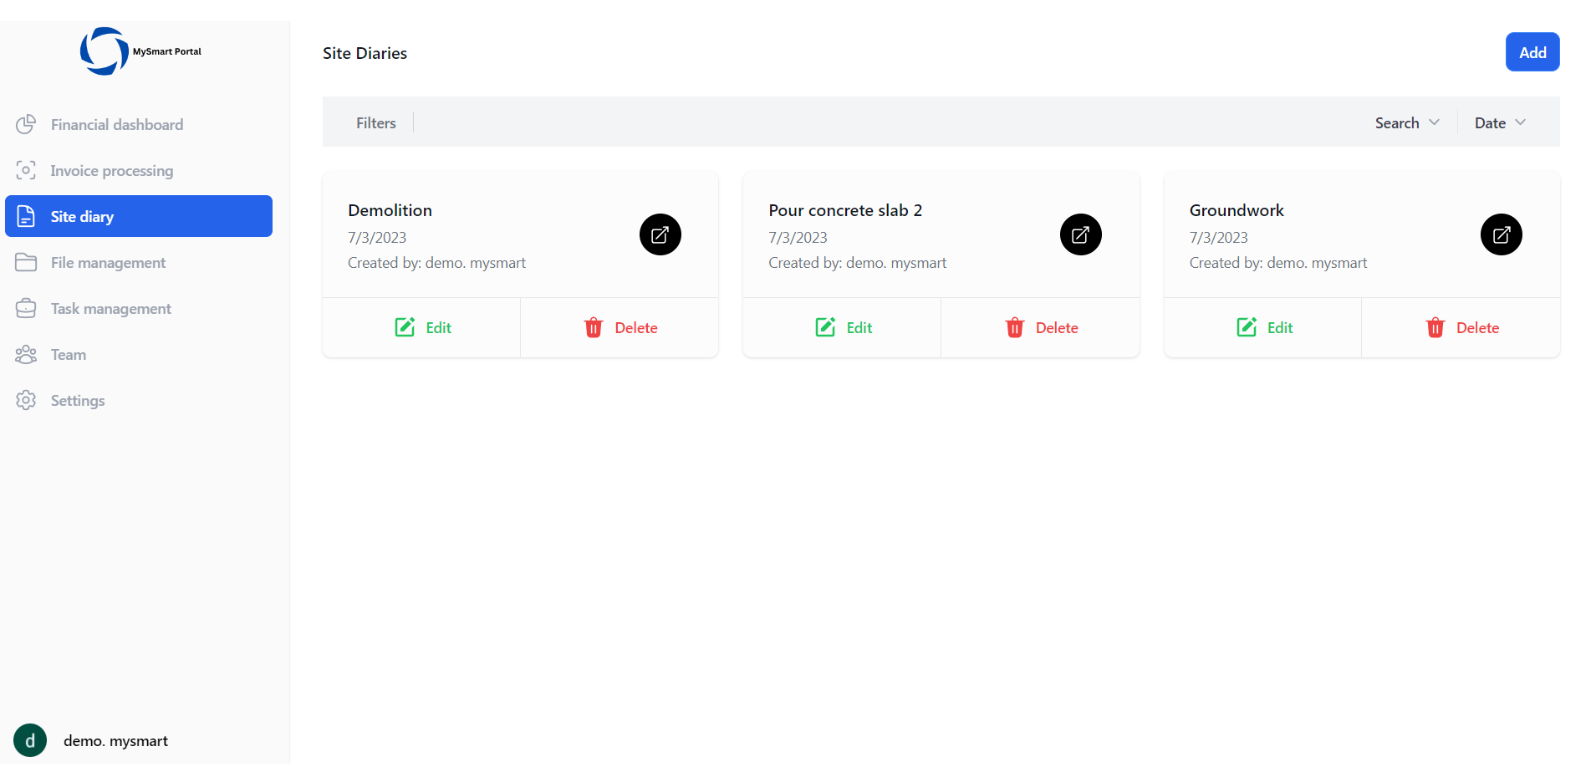 MySmart Portal
Financial dashboard
Invoice processing
Site diary
File management
Task management
Team
Settings
d demo. mysmart
Site Diaries
Add
Filters
Search
Date
Demolition
7/3/2023
Created by: demo. mysmart
Edit
Delete
Pour concrete slab 2
7/3/2023
Created by: demo. mysmart
Edit
Delete
Groundwork
7/3/2023
Created by: demo. mysmart
Edit
Delete